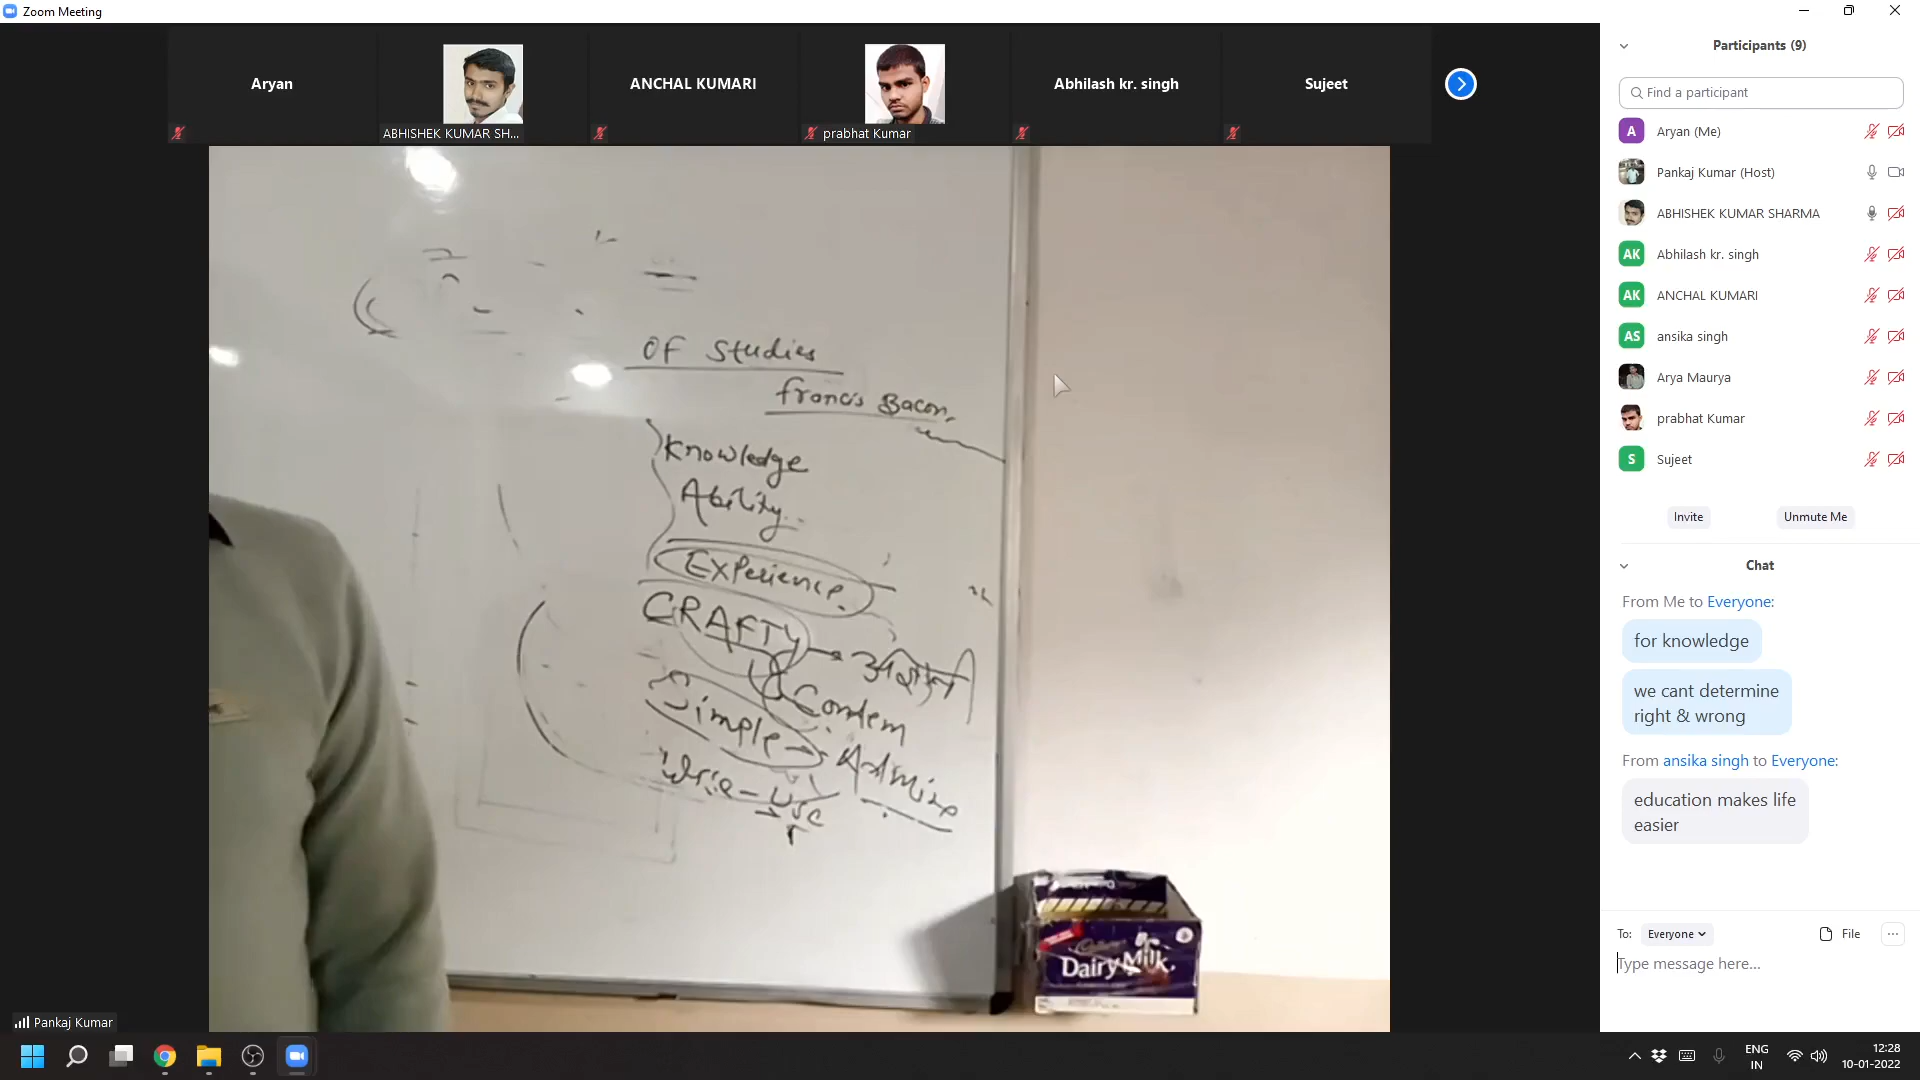 Zoom Meeting
Aryan
ABHISHEK KUMAR SH...
ANCHAL KUMARI
prabhat Kumar
Abhilash kr. singh
Sujeet
OF Studies
francis Bacon,
Knowledge
Ability
Experience.
CRAFTY
Contem
Simple - Admire
Wise - Use
Dairy Milk
Pankaj Kumar
Participants (9)
Find a participant
A Aryan (Me)
Pankaj Kumar (Host)
ABHISHEK KUMAR SHARMA
AK Abhilash kr. singh
AK ANCHAL KUMARI
AS ansika singh
Arya Maurya
prabhat Kumar
S Sujeet
Invite Unmute Me
Chat
From Me to Everyone:
for knowledge
we cant determine
right & wrong
From ansika singh to Everyone:
education makes life
easier
To: Everyone File
Type message here...
ENG
IN
12:28
10-01-2022